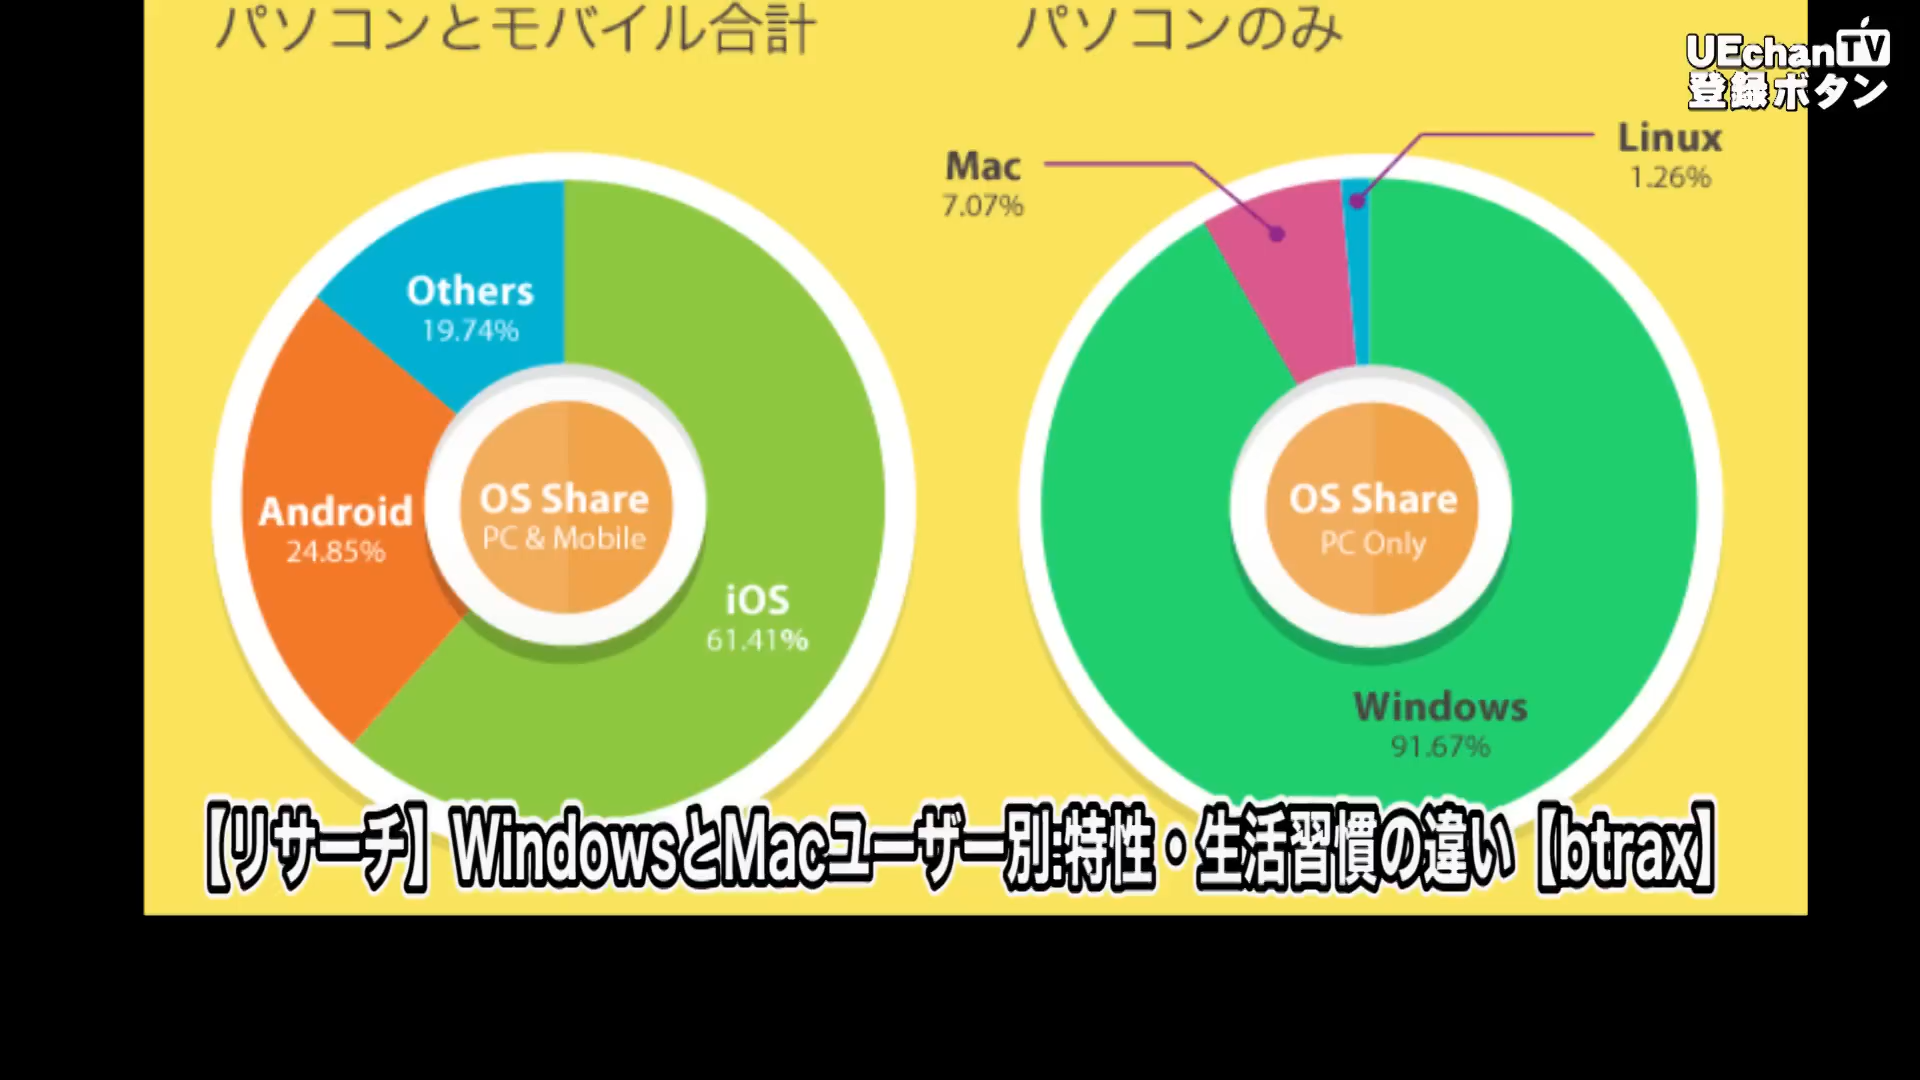 パソコンとモバイル合計
パソコンのみ
UEchanTV
登録ボタン
Others
19.74%
Android
24.85%
OS Share
PC & Mobile
iOS
61.41%
Mac
7.07%
Linux
1.26%
OS Share
PC Only
Windows
91.67%
【リサーチ】WindowsとMacユーザー別:特性・生活習慣の違い【btrax】